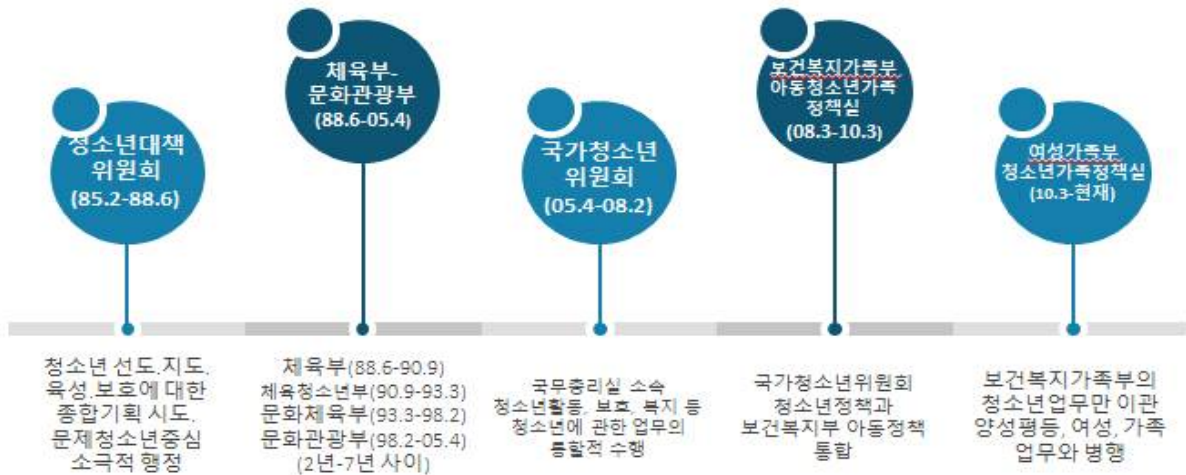 청소년대책
위원회
(85.2-88.6)
체육부-
문화관광부
(88.6-05.4)
국가청소년
위원회
(05.4-08.2)
보건복지가족부
아동청소년가족
정책실
(08.3-10.3)
여성가족부
청소년가족정책실
(10.3-현재)
청소년 선도.지도.
육성.보호에 대한
종합기획 시도.
문제청소년중심
소극적 행정
체육부(88.6-90.9)
체육청소년부(90.9-93.3)
문화체육부(93.3-98.2)
문화관광부(98.2-05.4)
(2년-7년 사이)
국무총리실 소속
청소년활동, 보호, 복지 등
청소년에 관한 업무의
통할적 수행
국가청소년위원회
청소년정책과
보건복지부 아동정책
통합
보건복지가족부의
청소년업무만 이관
양성평등, 여성, 가족
업무와 병행